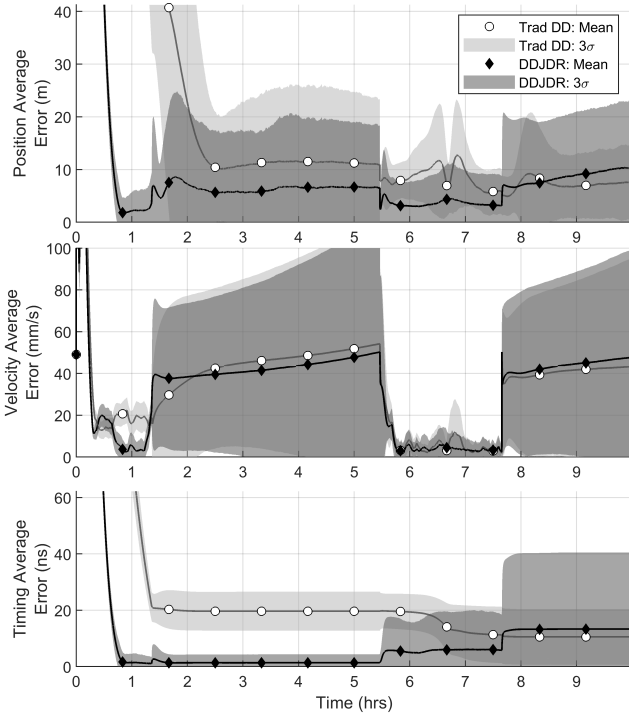 40
30
20
10
0
Position Average
Error (m)
Trad DD: Mean
Trad DD: 3σ
DDJDR: Mean
DDJDR: 3σ
0 1 2 3 4 5 6 7 8 9
100
80
60
40
20
0
Velocity Average
Error (mm/s)
0 1 2 3 4 5 6 7 8 9
60
40
20
0
Timing Average
Error (ns)
0 1 2 3 4 5 6 7 8 9
Time (hrs)